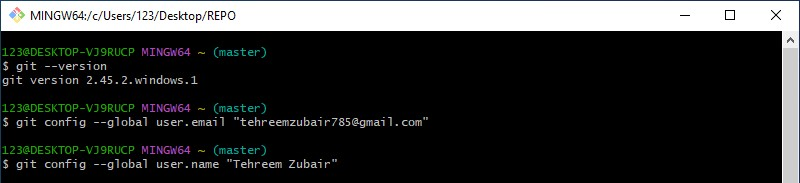 MINGW64:/c/Users/123/Desktop/REPO
123@DESKTOP-VJ9RUCP MINGW64 ~ (master)
$ git --version
git version 2.45.2.windows.1
123@DESKTOP-VJ9RUCP MINGW64 ~ (master)
$ git config --global user.email "tehreemzubair785@gmail.com"
123@DESKTOP-VJ9RUCP MINGW64 ~ (master)
$ git config --global user.name "Tehreem Zubair"